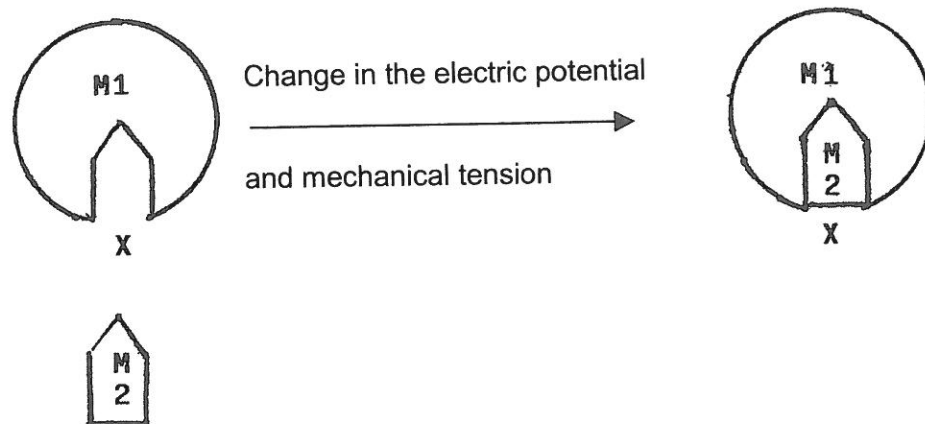 M1
Change in the electric potential
and mechanical tension
X
M
2
M1
M
2
X